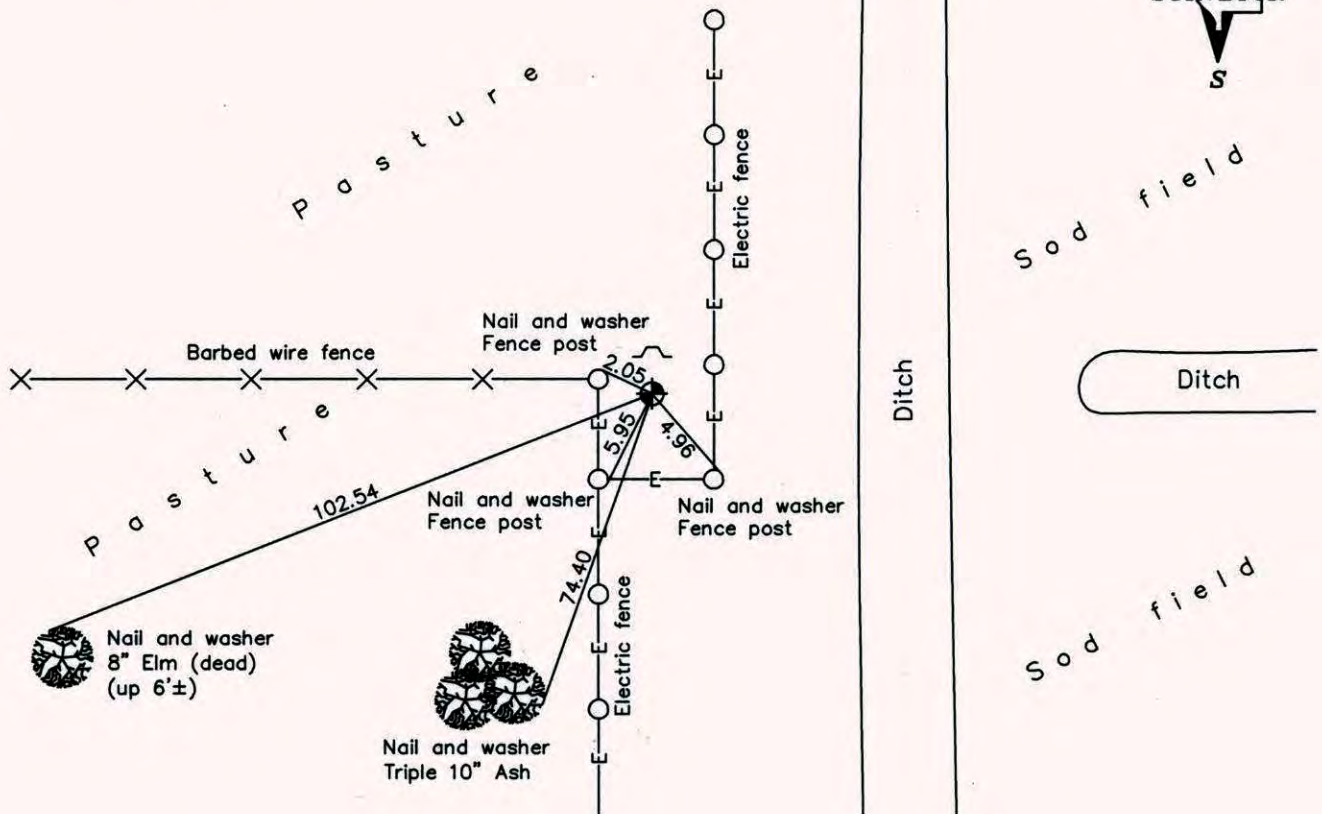 S
Pasture
Electric fence
Sod field
Nail and washer
Fence post
Barbed wire fence
2.05
Ditch
Ditch
Pasture
5.95
4.96
102.54
Nail and washer
Fence post
Nail and washer
Fence post
74.40
Electric fence
Sod field
Nail and washer
8" Elm (dead)
(up 6'±)
Nail and washer
Triple 10" Ash
E
E
E
E
E
E
E
E
E